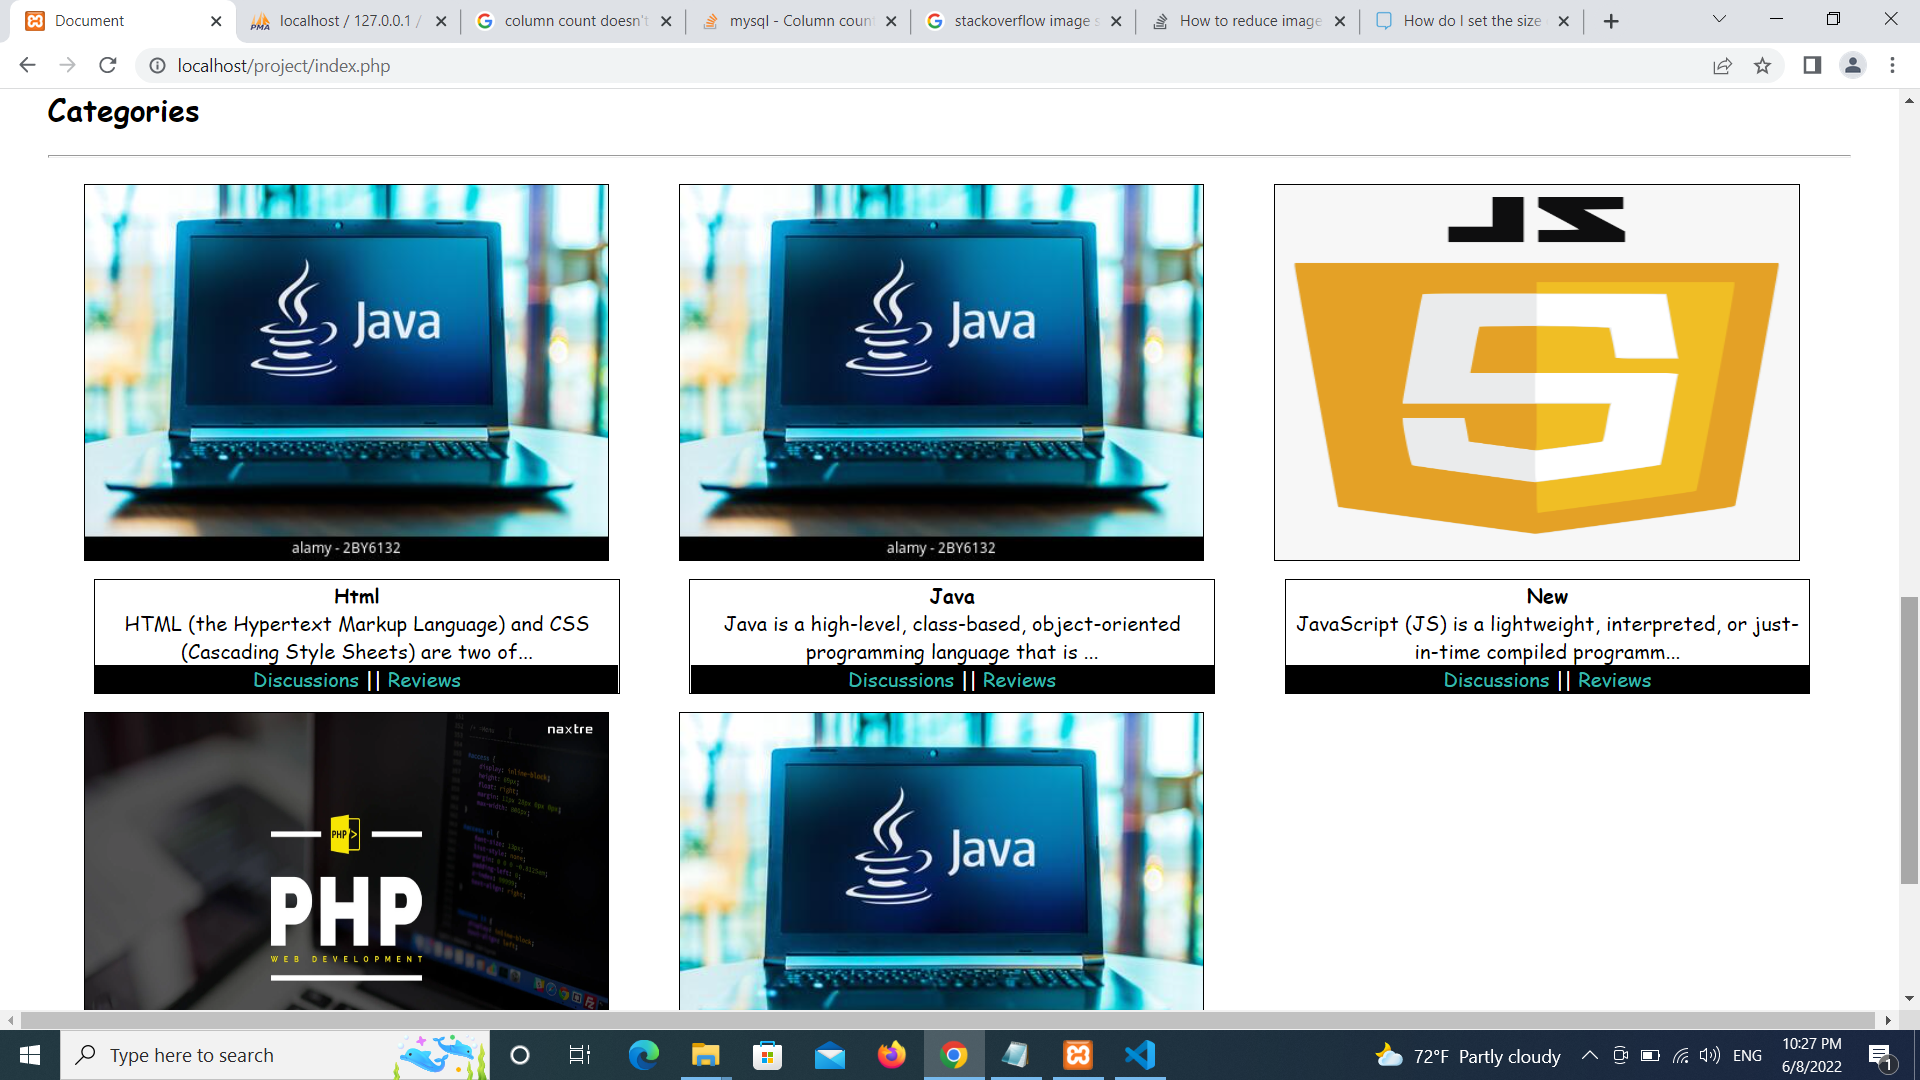 Document
localhost / 127.0.0.1 /
column count doesn't
mysql - Column count
stackoverflow image s
How to reduce image
How do I set the size
localhost/project/index.php
Categories
Java
alamy - 2BY6132
Java
alamy - 2BY6132
JS
Html
HTML (the Hypertext Markup Language) and CSS
(Cascading Style Sheets) are two of...
Discussions || Reviews
Java
Java is a high-level, class-based, object-oriented
programming language that is ...
Discussions || Reviews
New
JavaScript (JS) is a lightweight, interpreted, or just-
in-time compiled programm...
Discussions || Reviews
naxtre
PHP >
PHP
WEB DEVELOPMENT
Java
Type here to search
72°F Partly cloudy
ENG
10:27 PM
6/8/2022
1